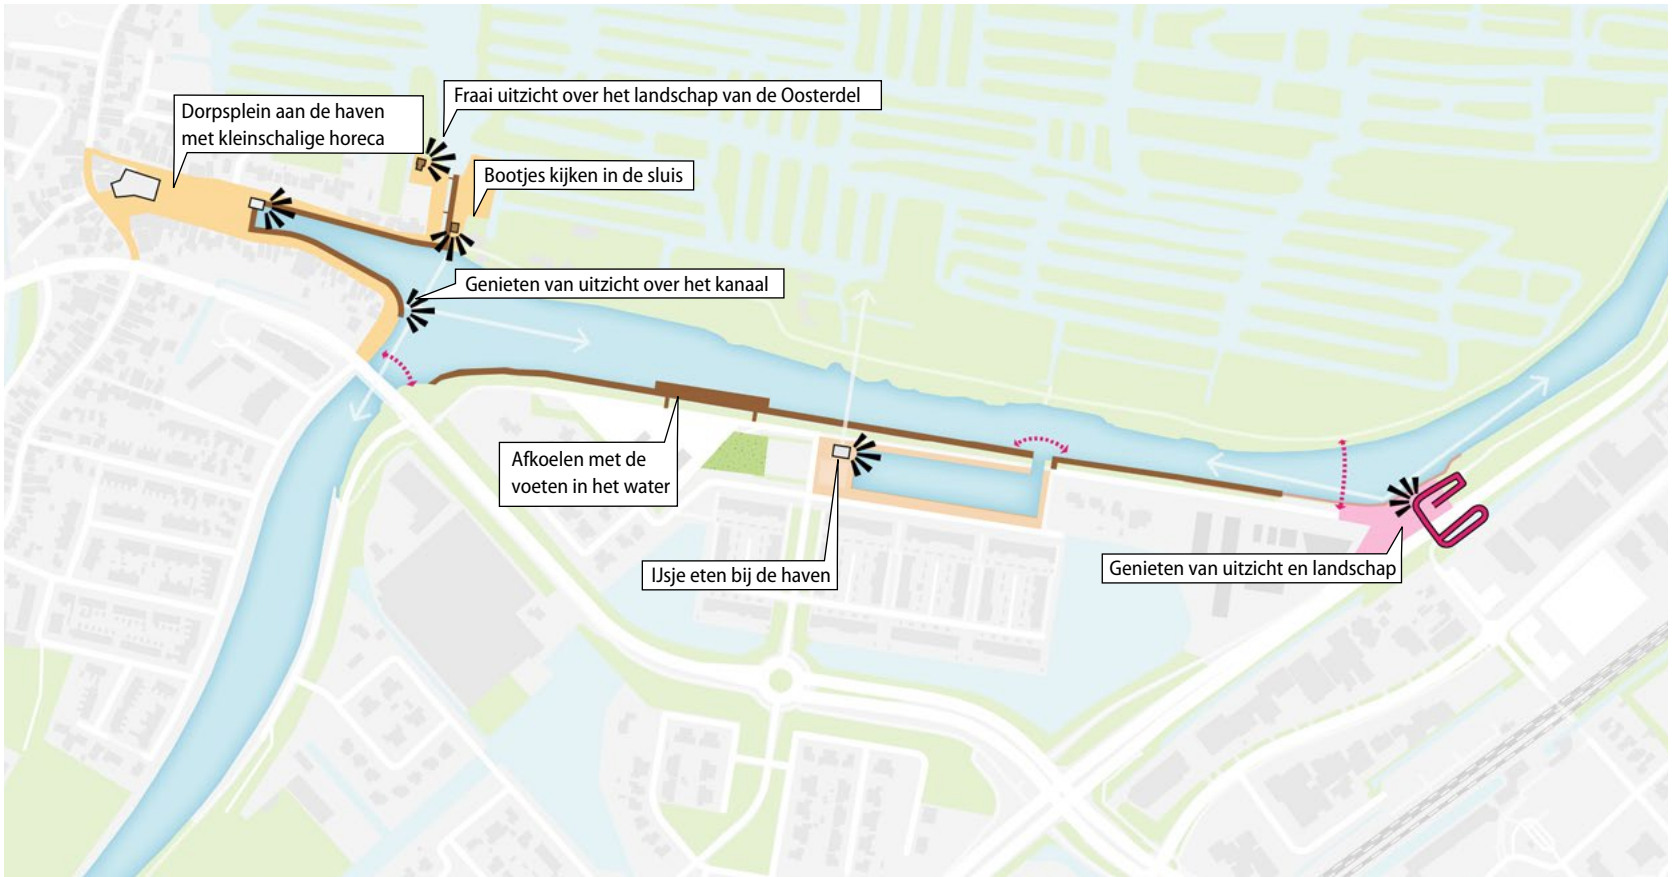 Fraai uitzicht over het landschap van de Oosterdel
Dorpsplein aan de haven
met kleinschalige horeca
Bootjes kijken in de sluis
Genieten van uitzicht over het kanaal
Afkoelen met de
voeten in het water
IJsje eten bij de haven
Genieten van uitzicht en landschap